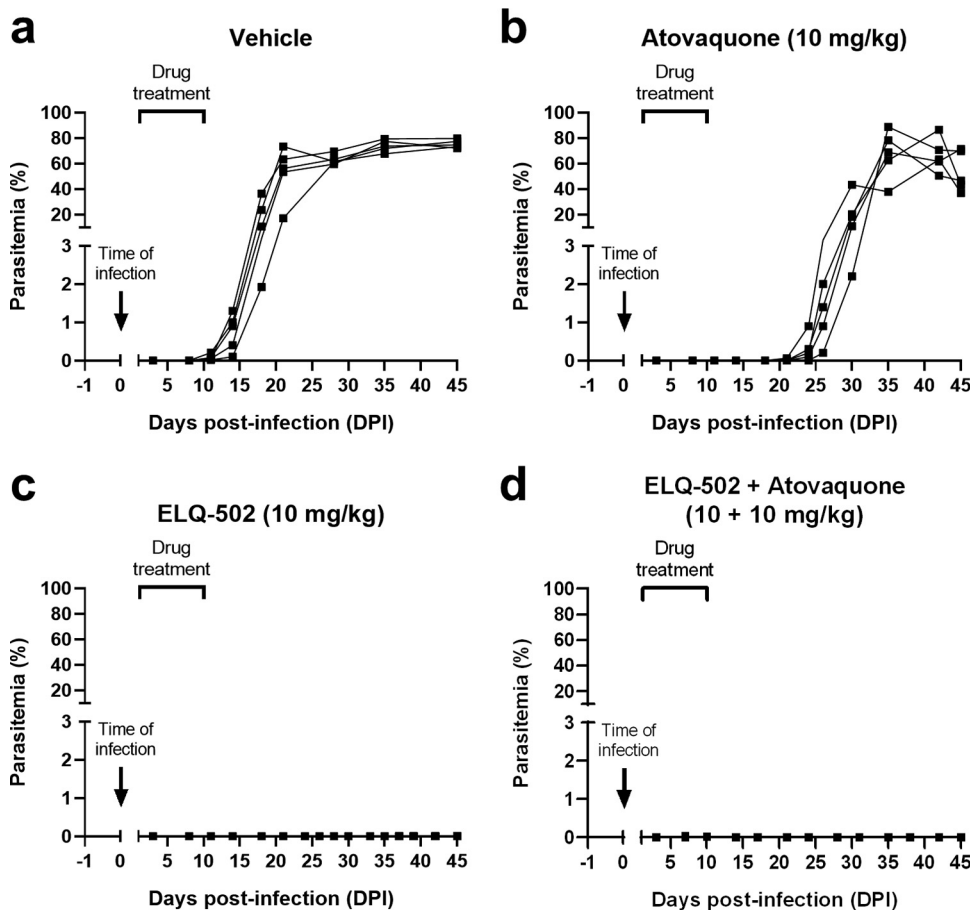 a
Vehicle
Drug
treatment
100
80
60
40
20
3
2
1
0
Parasitemia (%)
Time of
infection
-1 0 5 10 15 20 25 30 35 40 45
Days post-infection (DPI)
b
Atovaquone (10 mg/kg)
Drug
treatment
100
80
60
40
20
3
2
1
0
Parasitemia (%)
Time of
infection
-1 0 5 10 15 20 25 30 35 40 45
Days post-infection (DPI)
c
ELQ-502 (10 mg/kg)
Drug
treatment
100
80
60
40
20
3
2
1
0
Parasitemia (%)
Time of
infection
-1 0 5 10 15 20 25 30 35 40 45
Days post-infection (DPI)
d
ELQ-502 + Atovaquone
(10 + 10 mg/kg)
Drug
treatment
100
80
60
40
20
3
2
1
0
Parasitemia (%)
Time of
infection
-1 0 5 10 15 20 25 30 35 40 45
Days post-infection (DPI)